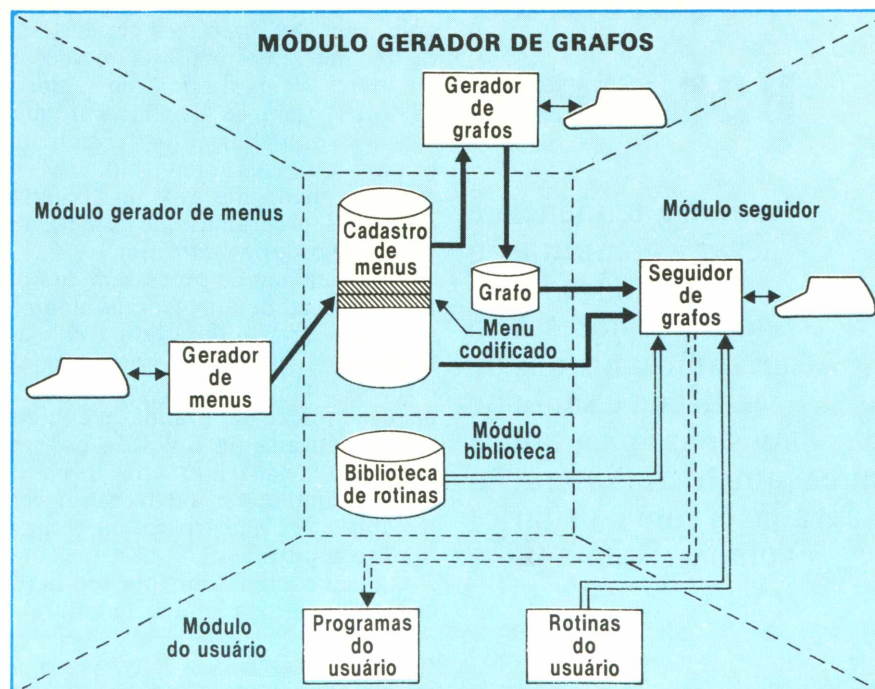 MÓDULO GERADOR DE GRAFOS
Gerador
de
grafos
Módulo gerador de menus
Módulo seguidor
Cadastro
de
menus
Grafo
Seguidor
de
grafos
Menu
codificado
Gerador
de
menus
Módulo
biblioteca
Biblioteca
de rotinas
Módulo
do usuário
Programas
do
usuário
Rotinas
do
usuário